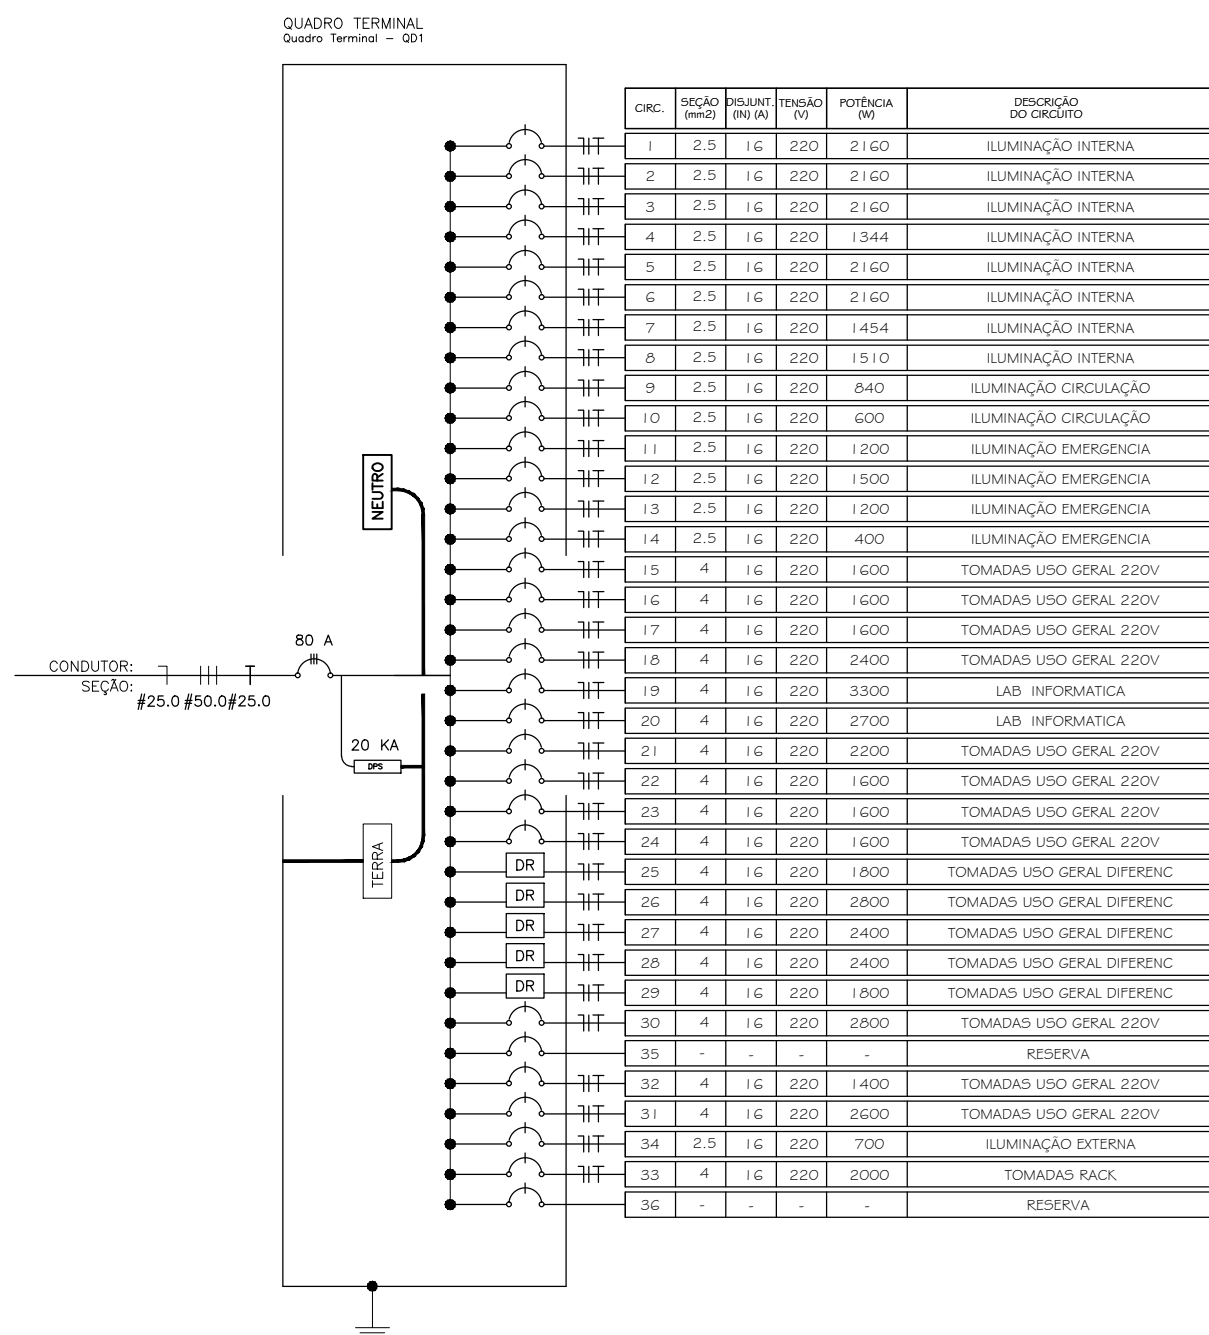 QUADRO TERMINAL
Quadro Terminal – QD1
CIRC. SEÇÃO (mm2) DISJUNT. (IN) (A) TENSÃO (V) POTÊNCIA (W) DESCRIÇÃO DO CIRCUITO
1 2.5 16 220 2160 ILUMINAÇÃO INTERNA
2 2.5 16 220 2160 ILUMINAÇÃO INTERNA
3 2.5 16 220 2160 ILUMINAÇÃO INTERNA
4 2.5 16 220 1344 ILUMINAÇÃO INTERNA
5 2.5 16 220 2160 ILUMINAÇÃO INTERNA
6 2.5 16 220 2160 ILUMINAÇÃO INTERNA
7 2.5 16 220 1454 ILUMINAÇÃO INTERNA
8 2.5 16 220 1510 ILUMINAÇÃO INTERNA
9 2.5 16 220 840 ILUMINAÇÃO CIRCULAÇÃO
10 2.5 16 220 600 ILUMINAÇÃO CIRCULAÇÃO
11 2.5 16 220 1200 ILUMINAÇÃO EMERGENCIA
12 2.5 16 220 1500 ILUMINAÇÃO EMERGENCIA
13 2.5 16 220 1200 ILUMINAÇÃO EMERGENCIA
14 2.5 16 220 400 ILUMINAÇÃO EMERGENCIA
15 4 16 220 1600 TOMADAS USO GERAL 220V
16 4 16 220 1600 TOMADAS USO GERAL 220V
17 4 16 220 1600 TOMADAS USO GERAL 220V
18 4 16 220 2400 TOMADAS USO GERAL 220V
19 4 16 220 3300 LAB INFORMATICA
20 4 16 220 2700 LAB INFORMATICA
21 4 16 220 2200 TOMADAS USO GERAL 220V
22 4 16 220 1600 TOMADAS USO GERAL 220V
23 4 16 220 1600 TOMADAS USO GERAL 220V
24 4 16 220 1600 TOMADAS USO GERAL 220V
DR 25 4 16 220 1800 TOMADAS USO GERAL DIFERENC
DR 26 4 16 220 2800 TOMADAS USO GERAL DIFERENC
DR 27 4 16 220 2400 TOMADAS USO GERAL DIFERENC
DR 28 4 16 220 2400 TOMADAS USO GERAL DIFERENC
DR 29 4 16 220 1800 TOMADAS USO GERAL DIFERENC
30 4 16 220 2800 TOMADAS USO GERAL 220V
35 - - - - RESERVA
32 4 16 220 1400 TOMADAS USO GERAL 220V
31 4 16 220 2600 TOMADAS USO GERAL 220V
34 2.5 16 220 700 ILUMINAÇÃO EXTERNA
33 4 16 220 2000 TOMADAS RACK
36 - - - - RESERVA
NEUTRO
80 A
CONDUTOR:
SEÇÃO:
#25.0 #50.0 #25.0
20 KA
DPS
TERRA